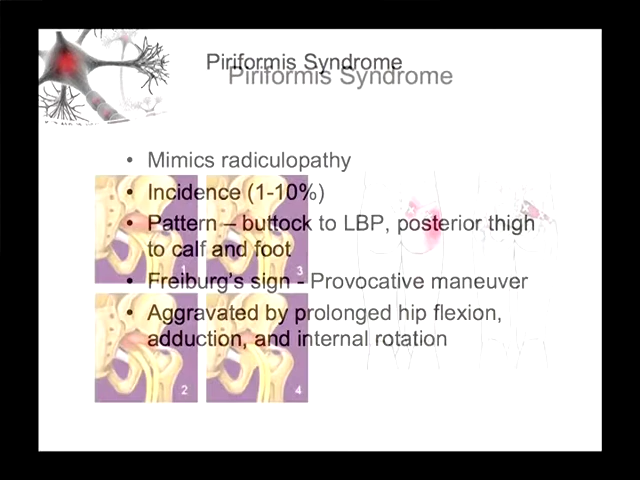 Piriformis Syndrome
Piriformis Syndrome
• Mimics radiculopathy
• Incidence (1-10%)
• Pattern – buttock to LBP, posterior thigh
to calf and foot
• Freiburg's sign - Provocative maneuver
• Aggravated by prolonged hip flexion,
adduction, and internal rotation
1
3
2
4